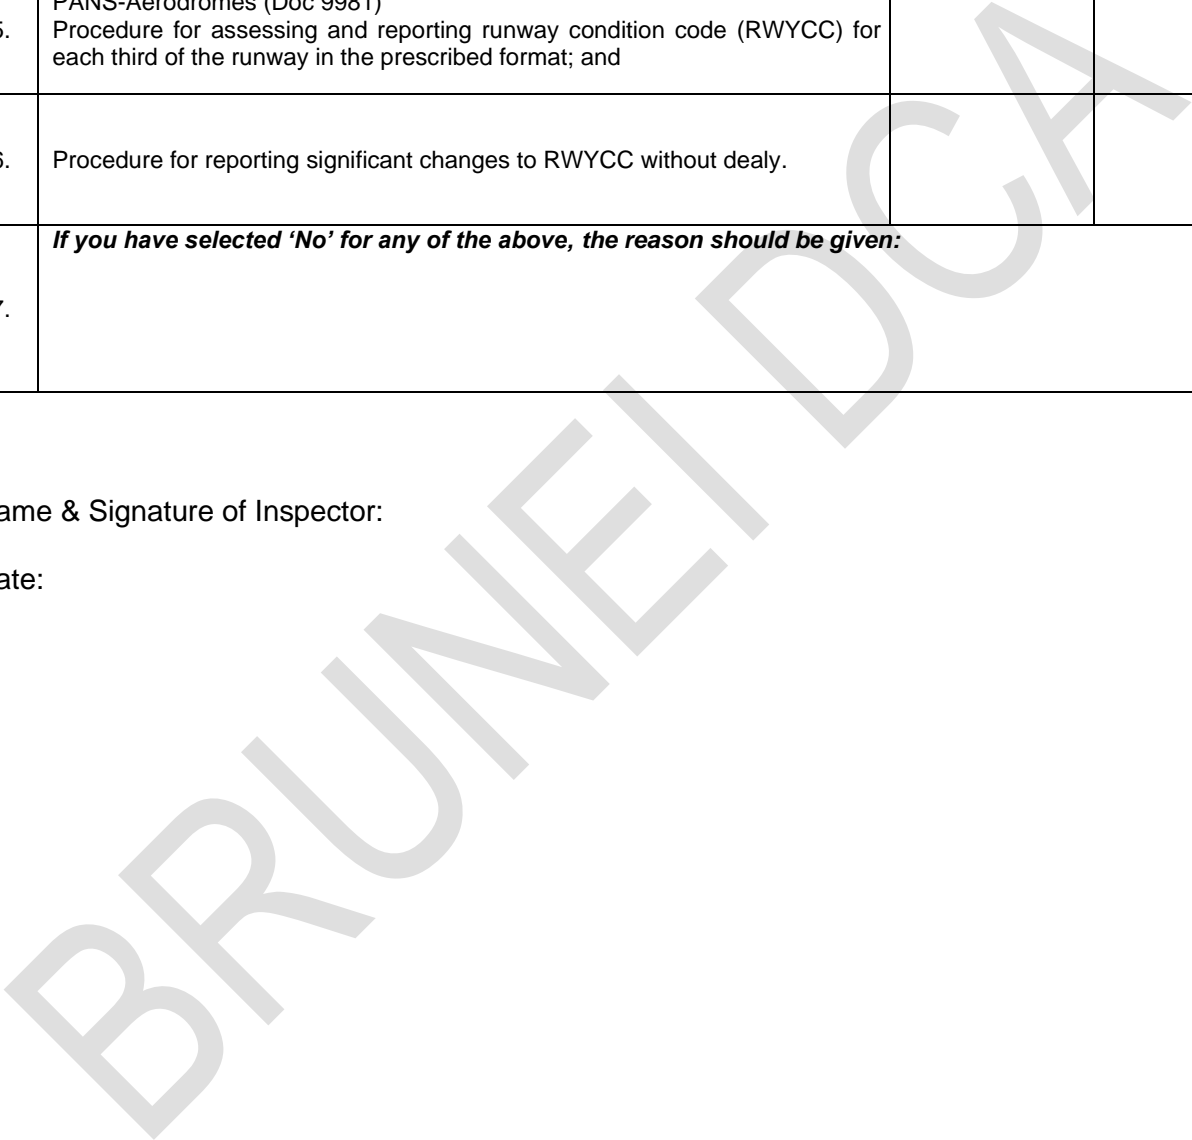 PANS-Aerodromes (Doc 9981)
5. Procedure for assessing and reporting runway condition code (RWYCC) for
each third of the runway in the prescribed format; and
6. Procedure for reporting significant changes to RWYCC without dealy.
If you have selected ‘No’ for any of the above, the reason should be given:
7.
ame & Signature of Inspector:
ate:
BRUNEI DCA